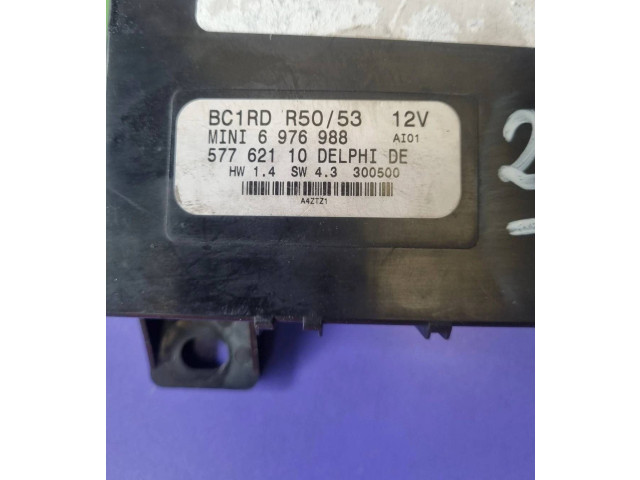 BC1RD R50/53 12V
MINI 6 976 988 AI01
577 621 10 DELPHI DE
HW 1.4 SW 4.3 300500
A4ZTZ1
2